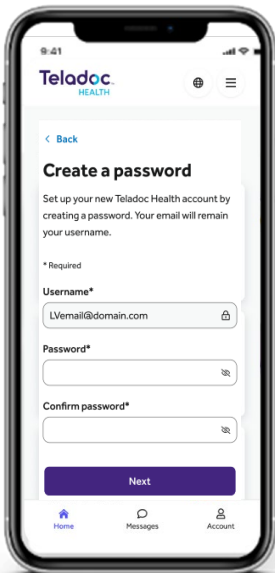 9:41
Teladoc.
HEALTH
< Back
Create a password
Set up your new Teladoc Health account by
creating a password. Your email will remain
your username.
* Required
Username*
LVemail@domain.com
Password*
Confirm password*
Next
Home Messages Account